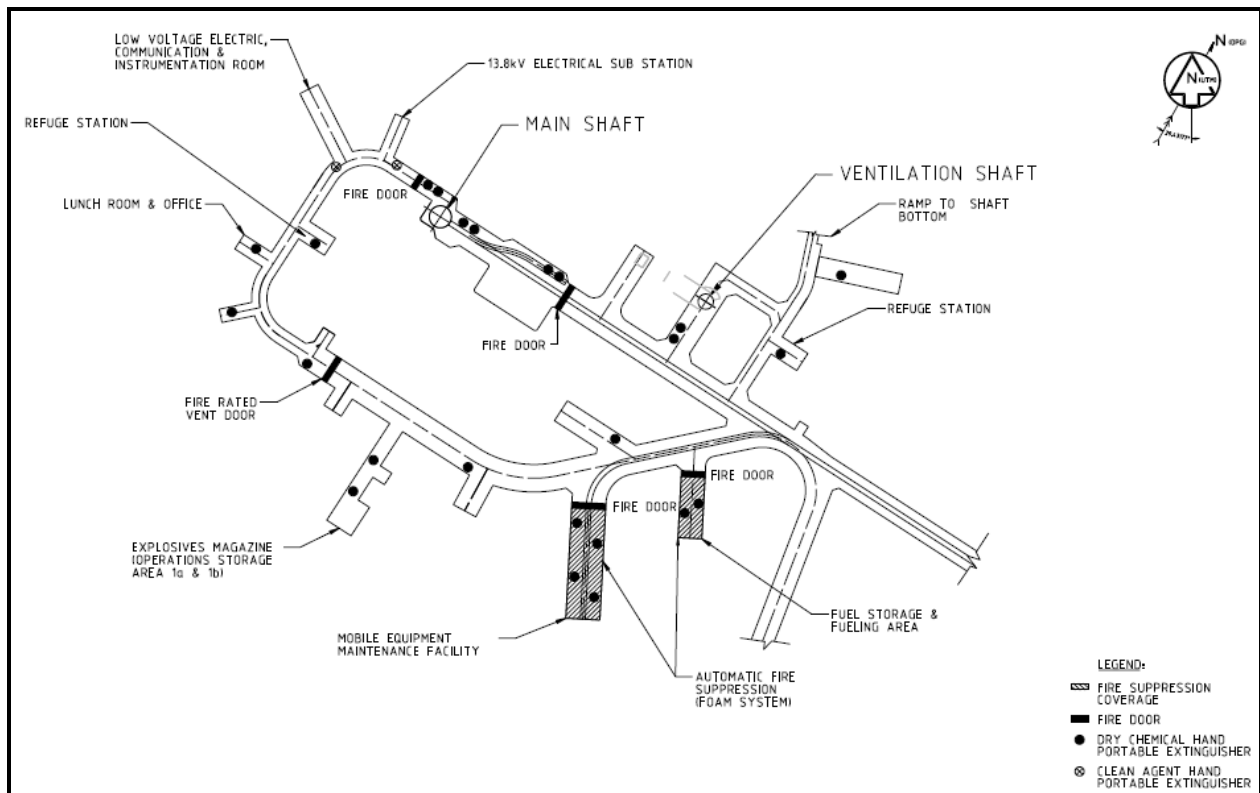 LOW VOLTAGE ELECTRIC,
COMMUNICATION &
INSTRUMENTATION ROOM
13.8kV ELECTRICAL SUB STATION
N (OPG)
N (UTM)
REFUGE STATION
MAIN SHAFT
VENTILATION SHAFT
FIRE DOOR
LUNCH ROOM & OFFICE
RAMP TO SHAFT
BOTTOM
REFUGE STATION
FIRE DOOR
FIRE RATED
VENT DOOR
FIRE DOOR
FIRE DOOR
EXPLOSIVES MAGAZINE
(OPERATIONS STORAGE
AREA 1a & 1b)
FUEL STORAGE &
FUELING AREA
MOBILE EQUIPMENT
MAINTENANCE FACILITY
AUTOMATIC FIRE
SUPPRESSION
(FOAM SYSTEM)
LEGEND:
FIRE SUPPRESSION
COVERAGE
FIRE DOOR
DRY CHEMICAL HAND
PORTABLE EXTINGUISHER
CLEAN AGENT HAND
PORTABLE EXTINGUISHER